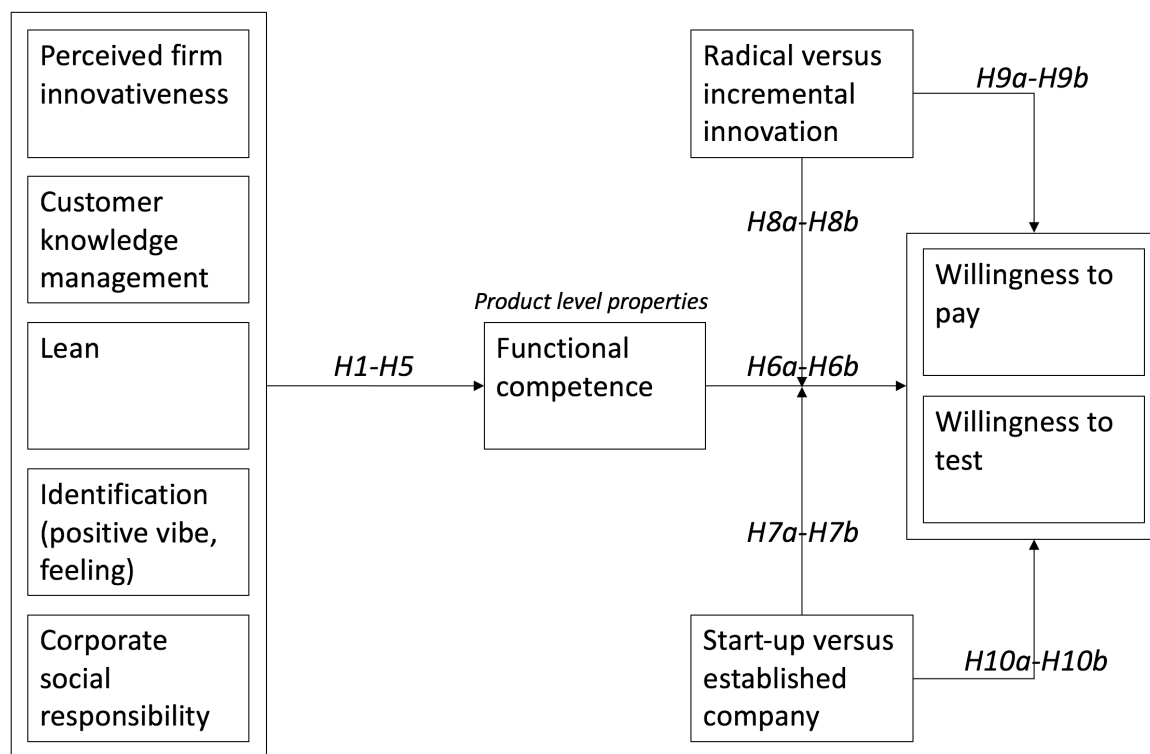 Perceived firm
innovativeness
Customer
knowledge
management
Lean
Identification
(positive vibe,
feeling)
Corporate
social
responsibility
H1-H5
Product level properties
Functional
competence
Radical versus
incremental
innovation
H8a-H8b
H6a-H6b
H7a-H7b
Start-up versus
established
company
H9a-H9b
Willingness to
pay
Willingness to
test
H10a-H10b